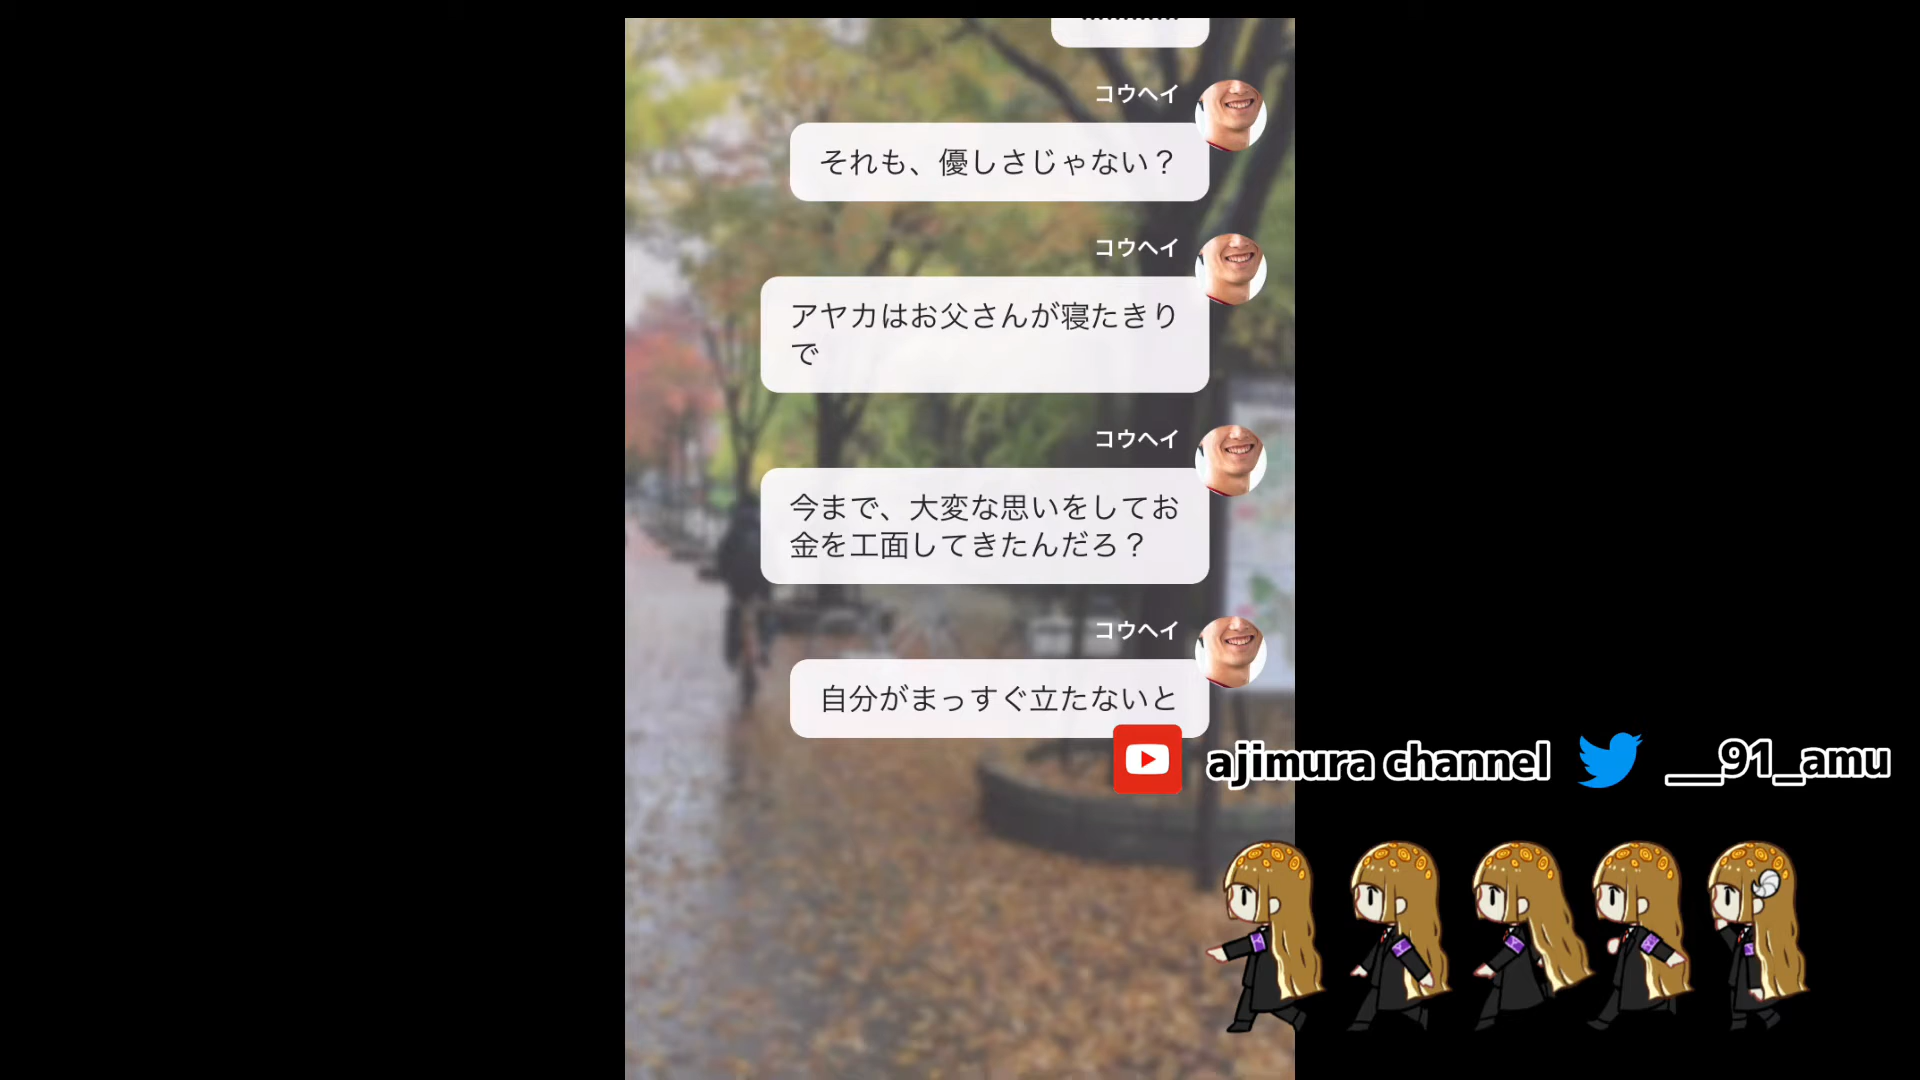 コウヘイ
それも、優しさじゃない？
コウヘイ
アヤカはお父さんが寝たきり
で
コウヘイ
今まで、大変な思いをしてお
金を工面してきたんだろ？
コウヘイ
自分がまっすぐ立たないと
ajimura channel
__91_amu